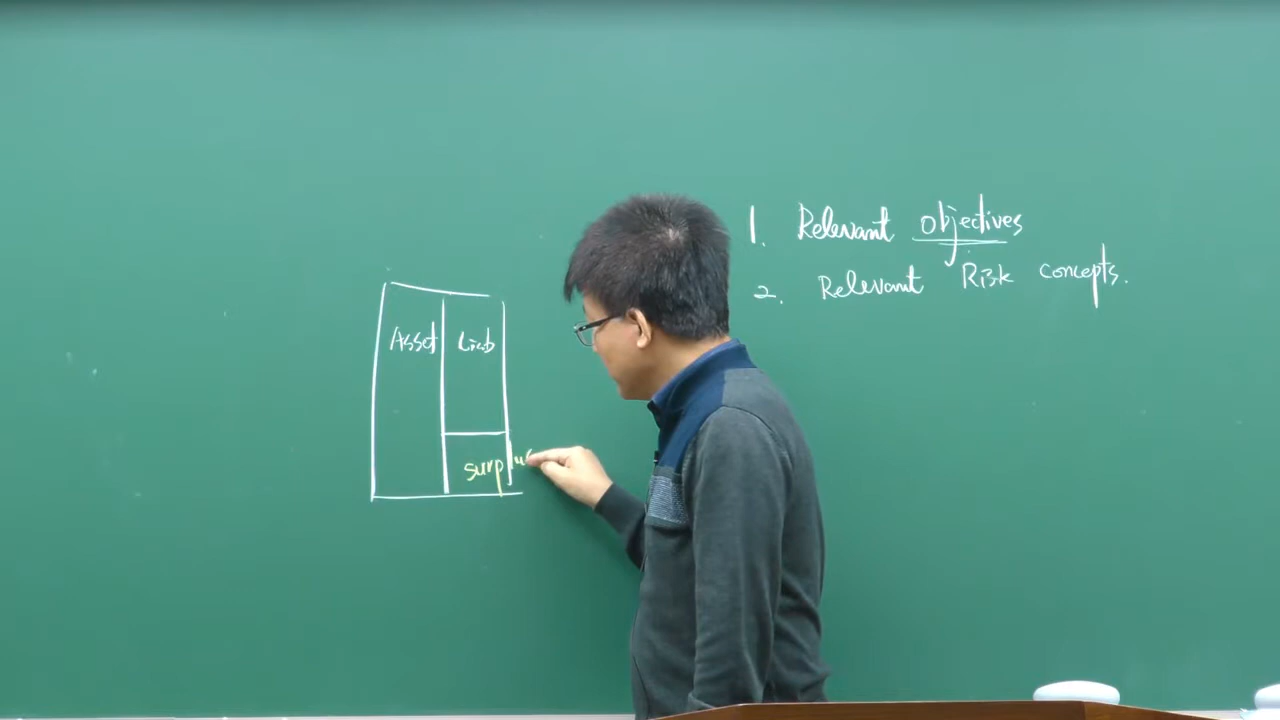 1. Relevant objectives
2. Relevant Risk concepts.
Asset Liab
surplus